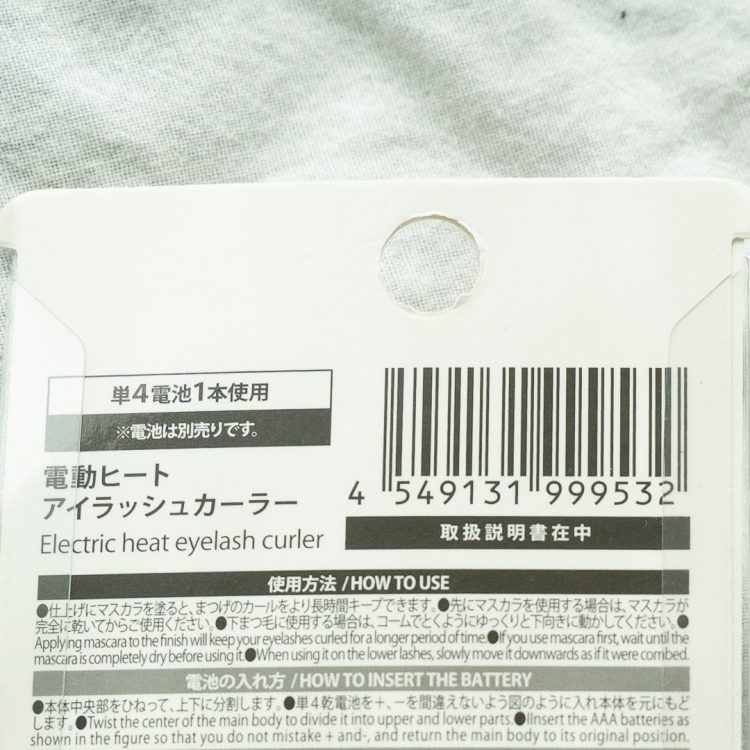 単4電池1本使用
※電池は別売りです。
電動ヒート
アイラッシュカーラー
Electric heat eyelash curler
4 549131 999532
取扱説明書在中
使用方法 /HOW TO USE
●仕上げにマスカラを塗ると、まつげのカールをより長時間キープできます。●先にマスカラを使用する場合は、マスカラが
完全に乾いてからご使用ください。●下まつ毛に使用する場合は、コームでとくようにゆっくりと下向きに動かしてください。●
Applying mascara to the finish will keep your eyelashes curled for a longer period of time.●If you use mascara first, wait until the
mascara is completely dry before using it.●When using it on the lower lashes, slowly move it downwards as if it were combed.
電池の入れ方 /HOW TO INSERT THE BATTERY
●本体中央部をひねって、上下に分割します。●単4乾電池を＋、－を間違えないよう図のように入れ本体を元にもど
します。●Twist the center of the main body to divide it into upper and lower parts.●Insert the AAA batteries as
shown in the figure so that you do not mistake + and-, and return the main body to its original position.